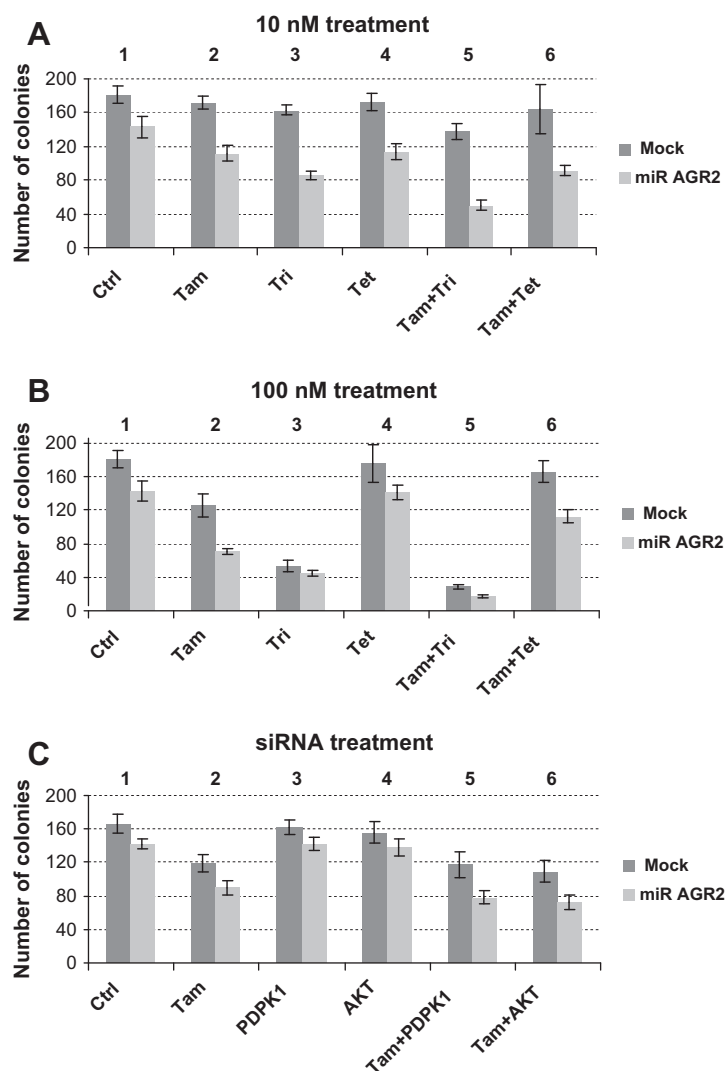 A
10 nM treatment
1 2 3 4 5 6
Number of colonies
200
160
120
80
40
0
Ctrl Tam Tri Tet Tam+Tri Tam+Tet
Mock
miR AGR2
B
100 nM treatment
1 2 3 4 5 6
Number of colonies
200
160
120
80
40
0
Ctrl Tam Tri Tet Tam+Tri Tam+Tet
Mock
miR AGR2
C
siRNA treatment
1 2 3 4 5 6
Number of colonies
200
160
120
80
40
0
Ctrl Tam PDPK1 AKT Tam+PDPK1 Tam+AKT
Mock
miR AGR2